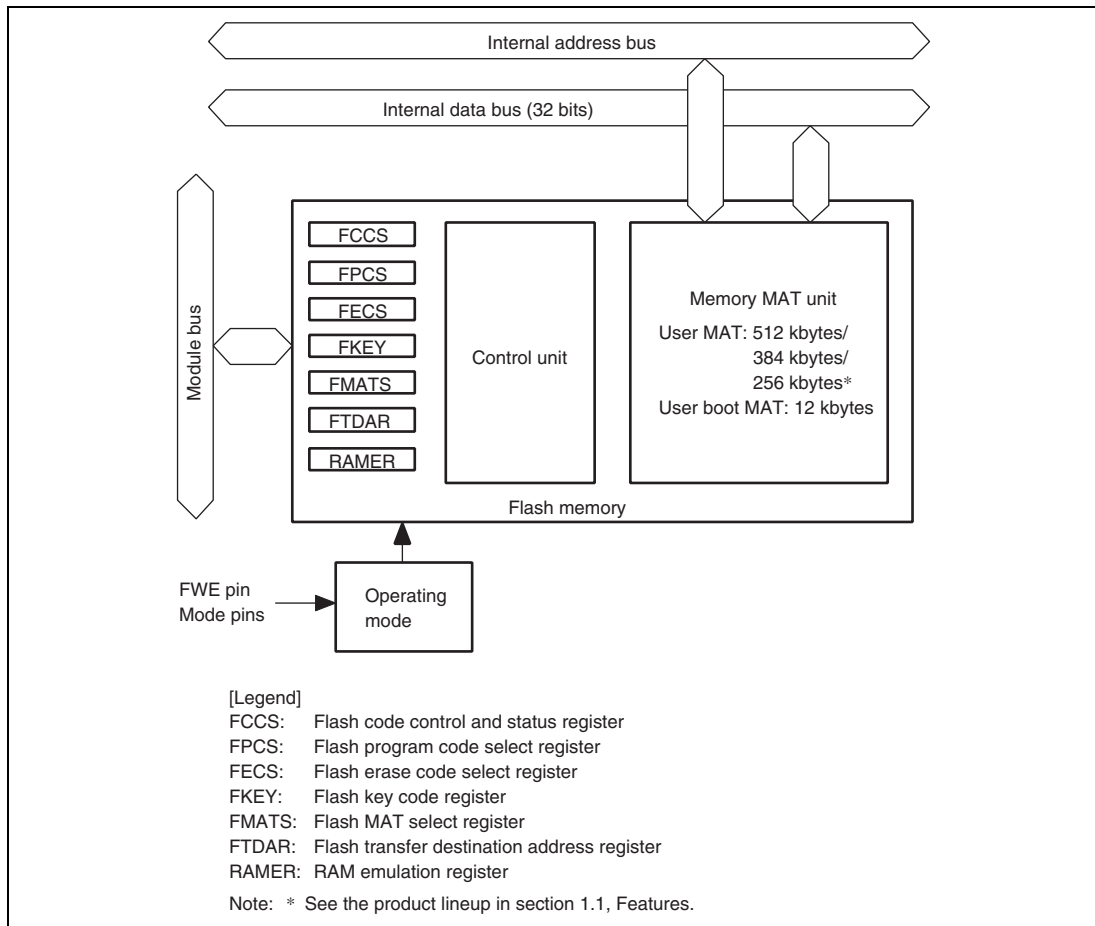 Internal address bus
Internal data bus (32 bits)
Module bus
FCCS
FPCS
FECS
FKEY
FMATS
FTDAR
RAMER
Control unit
Memory MAT unit
User MAT: 512 kbytes/
384 kbytes/
256 kbytes*
User boot MAT: 12 kbytes
Flash memory
FWE pin
Mode pins
Operating
mode
[Legend]
FCCS: Flash code control and status register
FPCS: Flash program code select register
FECS: Flash erase code select register
FKEY: Flash key code register
FMATS: Flash MAT select register
FTDAR: Flash transfer destination address register
RAMER: RAM emulation register
Note: * See the product lineup in section 1.1, Features.